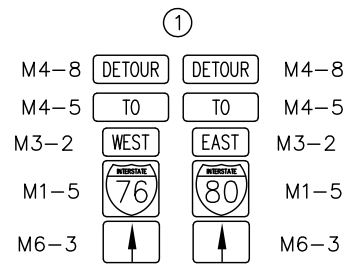 1
M4-8 DETOUR DETOUR M4-8
M4-5 TO TO M4-5
M3-2 WEST EAST M3-2
INTERSTATE INTERSTATE
M1-5 76 80 M1-5
M6-3 M6-3